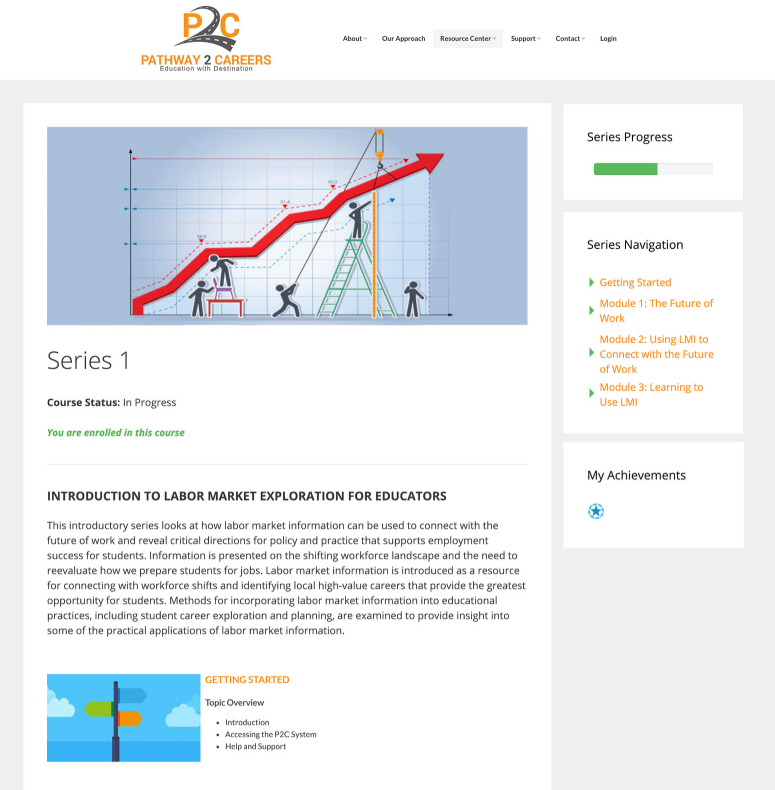 P2C
PATHWAY 2 CAREERS
Education with Destination
About
Our Approach
Resource Center
Support
Contact
Login
Series 1
Course Status: In Progress
You are enrolled in this course
INTRODUCTION TO LABOR MARKET EXPLORATION FOR EDUCATORS
This introductory series looks at how labor market information can be used to connect with the
future of work and reveal critical directions for policy and practice that supports employment
success for students. Information is presented on the shifting workforce landscape and the need to
reevaluate how we prepare students for jobs. Labor market information is introduced as a resource
for connecting with workforce shifts and identifying local high-value careers that provide the greatest
opportunity for students. Methods for incorporating labor market information into educational
practices, including student career exploration and planning, are examined to provide insight into
some of the practical applications of labor market information.
GETTING STARTED
Topic Overview
• Introduction
• Accessing the P2C System
• Help and Support
Series Progress
Series Navigation
Getting Started
Module 1: The Future of
Work
Module 2: Using LMI to
Connect with the Future
of Work
Module 3: Learning to
Use LMI
My Achievements